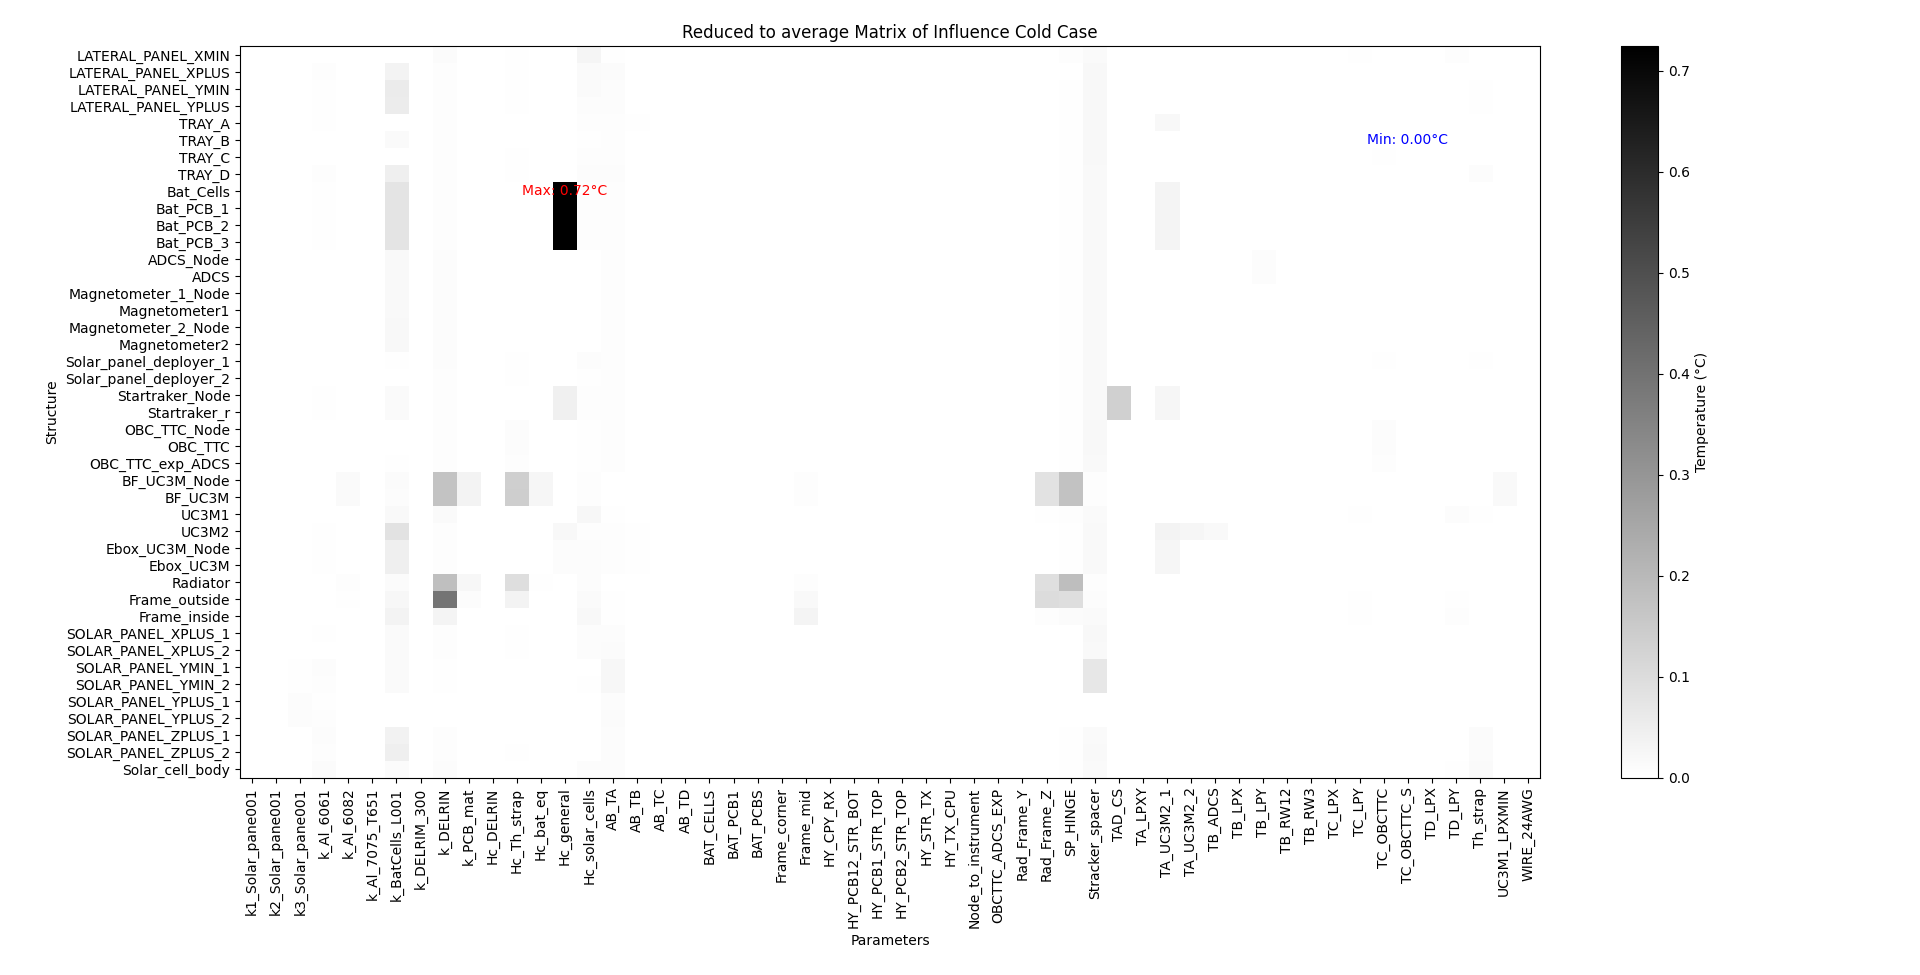 Reduced to average Matrix of Influence Cold Case
LATERAL_PANEL_XMIN
LATERAL_PANEL_XPLUS
LATERAL_PANEL_YMIN
LATERAL_PANEL_YPLUS
TRAY_A
TRAY_B
TRAY_C
TRAY_D
Bat_Cells
Bat_PCB_1
Bat_PCB_2
Bat_PCB_3
ADCS_Node
ADCS
Magnetometer_1_Node
Magnetometer1
Magnetometer_2_Node
Magnetometer2
Solar_panel_deployer_1
Solar_panel_deployer_2
Startraker_Node
Startraker_r
OBC_TTC_Node
OBC_TTC
OBC_TTC_exp_ADCS
BF_UC3M_Node
BF_UC3M
UC3M1
UC3M2
Ebox_UC3M_Node
Ebox_UC3M
Radiator
Frame_outside
Frame_inside
SOLAR_PANEL_XPLUS_1
SOLAR_PANEL_XPLUS_2
SOLAR_PANEL_YMIN_1
SOLAR_PANEL_YMIN_2
SOLAR_PANEL_YPLUS_1
SOLAR_PANEL_YPLUS_2
SOLAR_PANEL_ZPLUS_1
SOLAR_PANEL_ZPLUS_2
Solar_cell_body
Structure
Max: 0.72°C
Min: 0.00°C
k1_Solar_pane001
k2_Solar_pane001
k3_Solar_pane001
k_Al_6061
k_Al_6082
k_Al_7075_T651
k_BatCells_L001
k_DELRIM_300
k_DELRIN
k_PCB_mat
Hc_DELRIN
Hc_Th_strap
Hc_bat_eq
Hc_general
Hc_solar_cells
AB_TA
AB_TB
AB_TC
AB_TD
BAT_CELLS
BAT_PCB1
BAT_PCBS
Frame_corner
Frame_mid
HY_CPY_RX
HY_PCB12_STR_BOT
HY_PCB1_STR_TOP
HY_PCB2_STR_TOP
HY_STR_TX
HY_TX_CPU
Node_to_instrument
OBCTTC_ADCS_EXP
Rad_Frame_Y
Rad_Frame_Z
SP_HINGE
Stracker_spacer
TAD_CS
TA_LPXY
TA_UC3M2_1
TA_UC3M2_2
TB_ADCS
TB_LPX
TB_LPY
TB_RW12
TB_RW3
TC_LPX
TC_LPY
TC_OBCTTC
TC_OBCTTC_S
TD_LPX
TD_LPY
Th_strap
UC3M1_LPXMIN
WIRE_24AWG
Parameters
0.7
0.6
0.5
0.4
0.3
0.2
0.1
0.0
Temperature (°C)